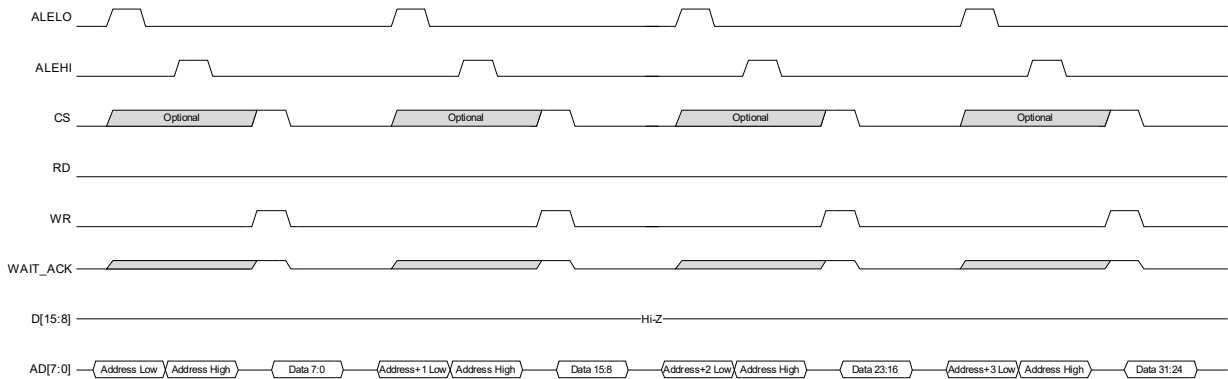 ALELO
ALEHI
CS Optional Optional Optional Optional
RD
WR
WAIT_ACK
D[15:8] Hi-Z
AD[7:0] Address Low Address High Data 7:0 Address+1 Low Address High Data 15:8 Address+2 Low Address High Data 23:16 Address+3 Low Address High Data 31:24